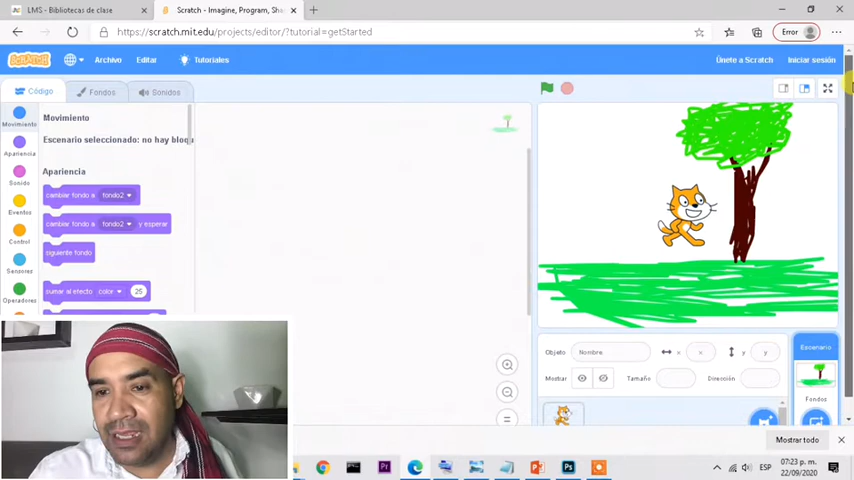 LMS - Bibliotecas de clase
Scratch - Imagine, Program, Sha
https://scratch.mit.edu/projects/editor/?tutorial=getStarted
Error
SCRATCH
Archivo
Editar
Tutoriales
Únete a Scratch
Iniciar sesión
Código
Fondos
Sonidos
Movimiento
Movimiento
Escenario seleccionado: no hay bloqu
Apariencia
Apariencia
cambiar fondo a fondo2
Sonido
cambiar fondo a fondo2 y esperar
Eventos
siguiente fondo
Control
Sensores
sumar al efecto color 25
Operadores
Objeto
Nombre
x
x
y
y
Mostrar
Tamaño
Dirección
Escenario
Fondos
Mostrar todo
ESP
07:23 p. m.
22/09/2020